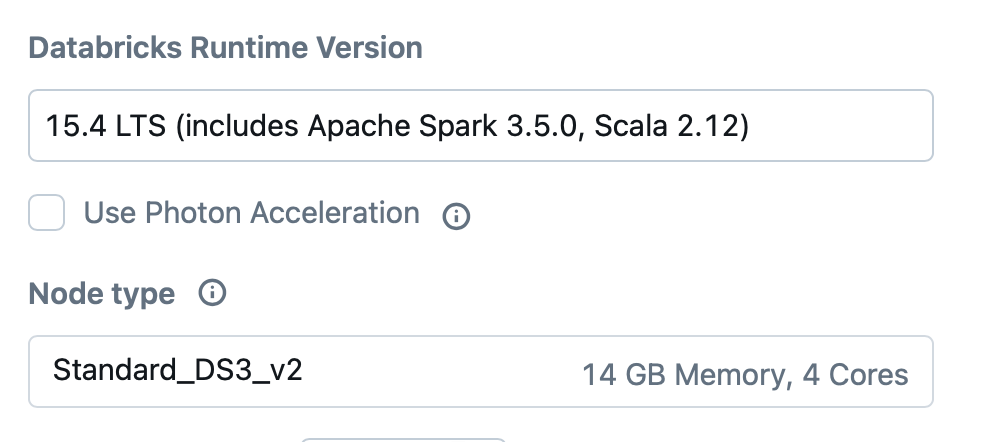 Databricks Runtime Version
15.4 LTS (includes Apache Spark 3.5.0, Scala 2.12)
Use Photon Acceleration
Node type
Standard_DS3_v2 14 GB Memory, 4 Cores